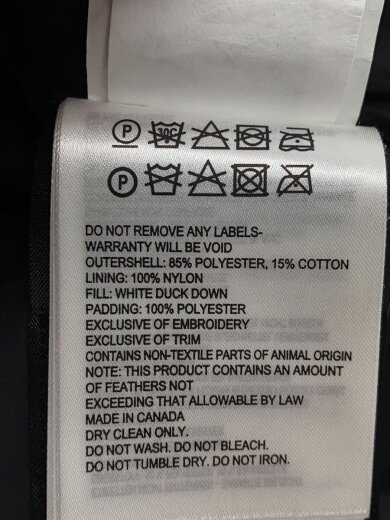 P 30C
P
DO NOT REMOVE ANY LABELS-
WARRANTY WILL BE VOID
OUTERSHELL: 85% POLYESTER, 15% COTTON
LINING: 100% NYLON
FILL: WHITE DUCK DOWN
PADDING: 100% POLYESTER
EXCLUSIVE OF EMBROIDERY
EXCLUSIVE OF TRIM
CONTAINS NON-TEXTILE PARTS OF ANIMAL ORIGIN
NOTE: THIS PRODUCT CONTAINS AN AMOUNT
OF FEATHERS NOT
EXCEEDING THAT ALLOWABLE BY LAW
MADE IN CANADA
DRY CLEAN ONLY.
DO NOT WASH. DO NOT BLEACH.
DO NOT TUMBLE DRY. DO NOT IRON.